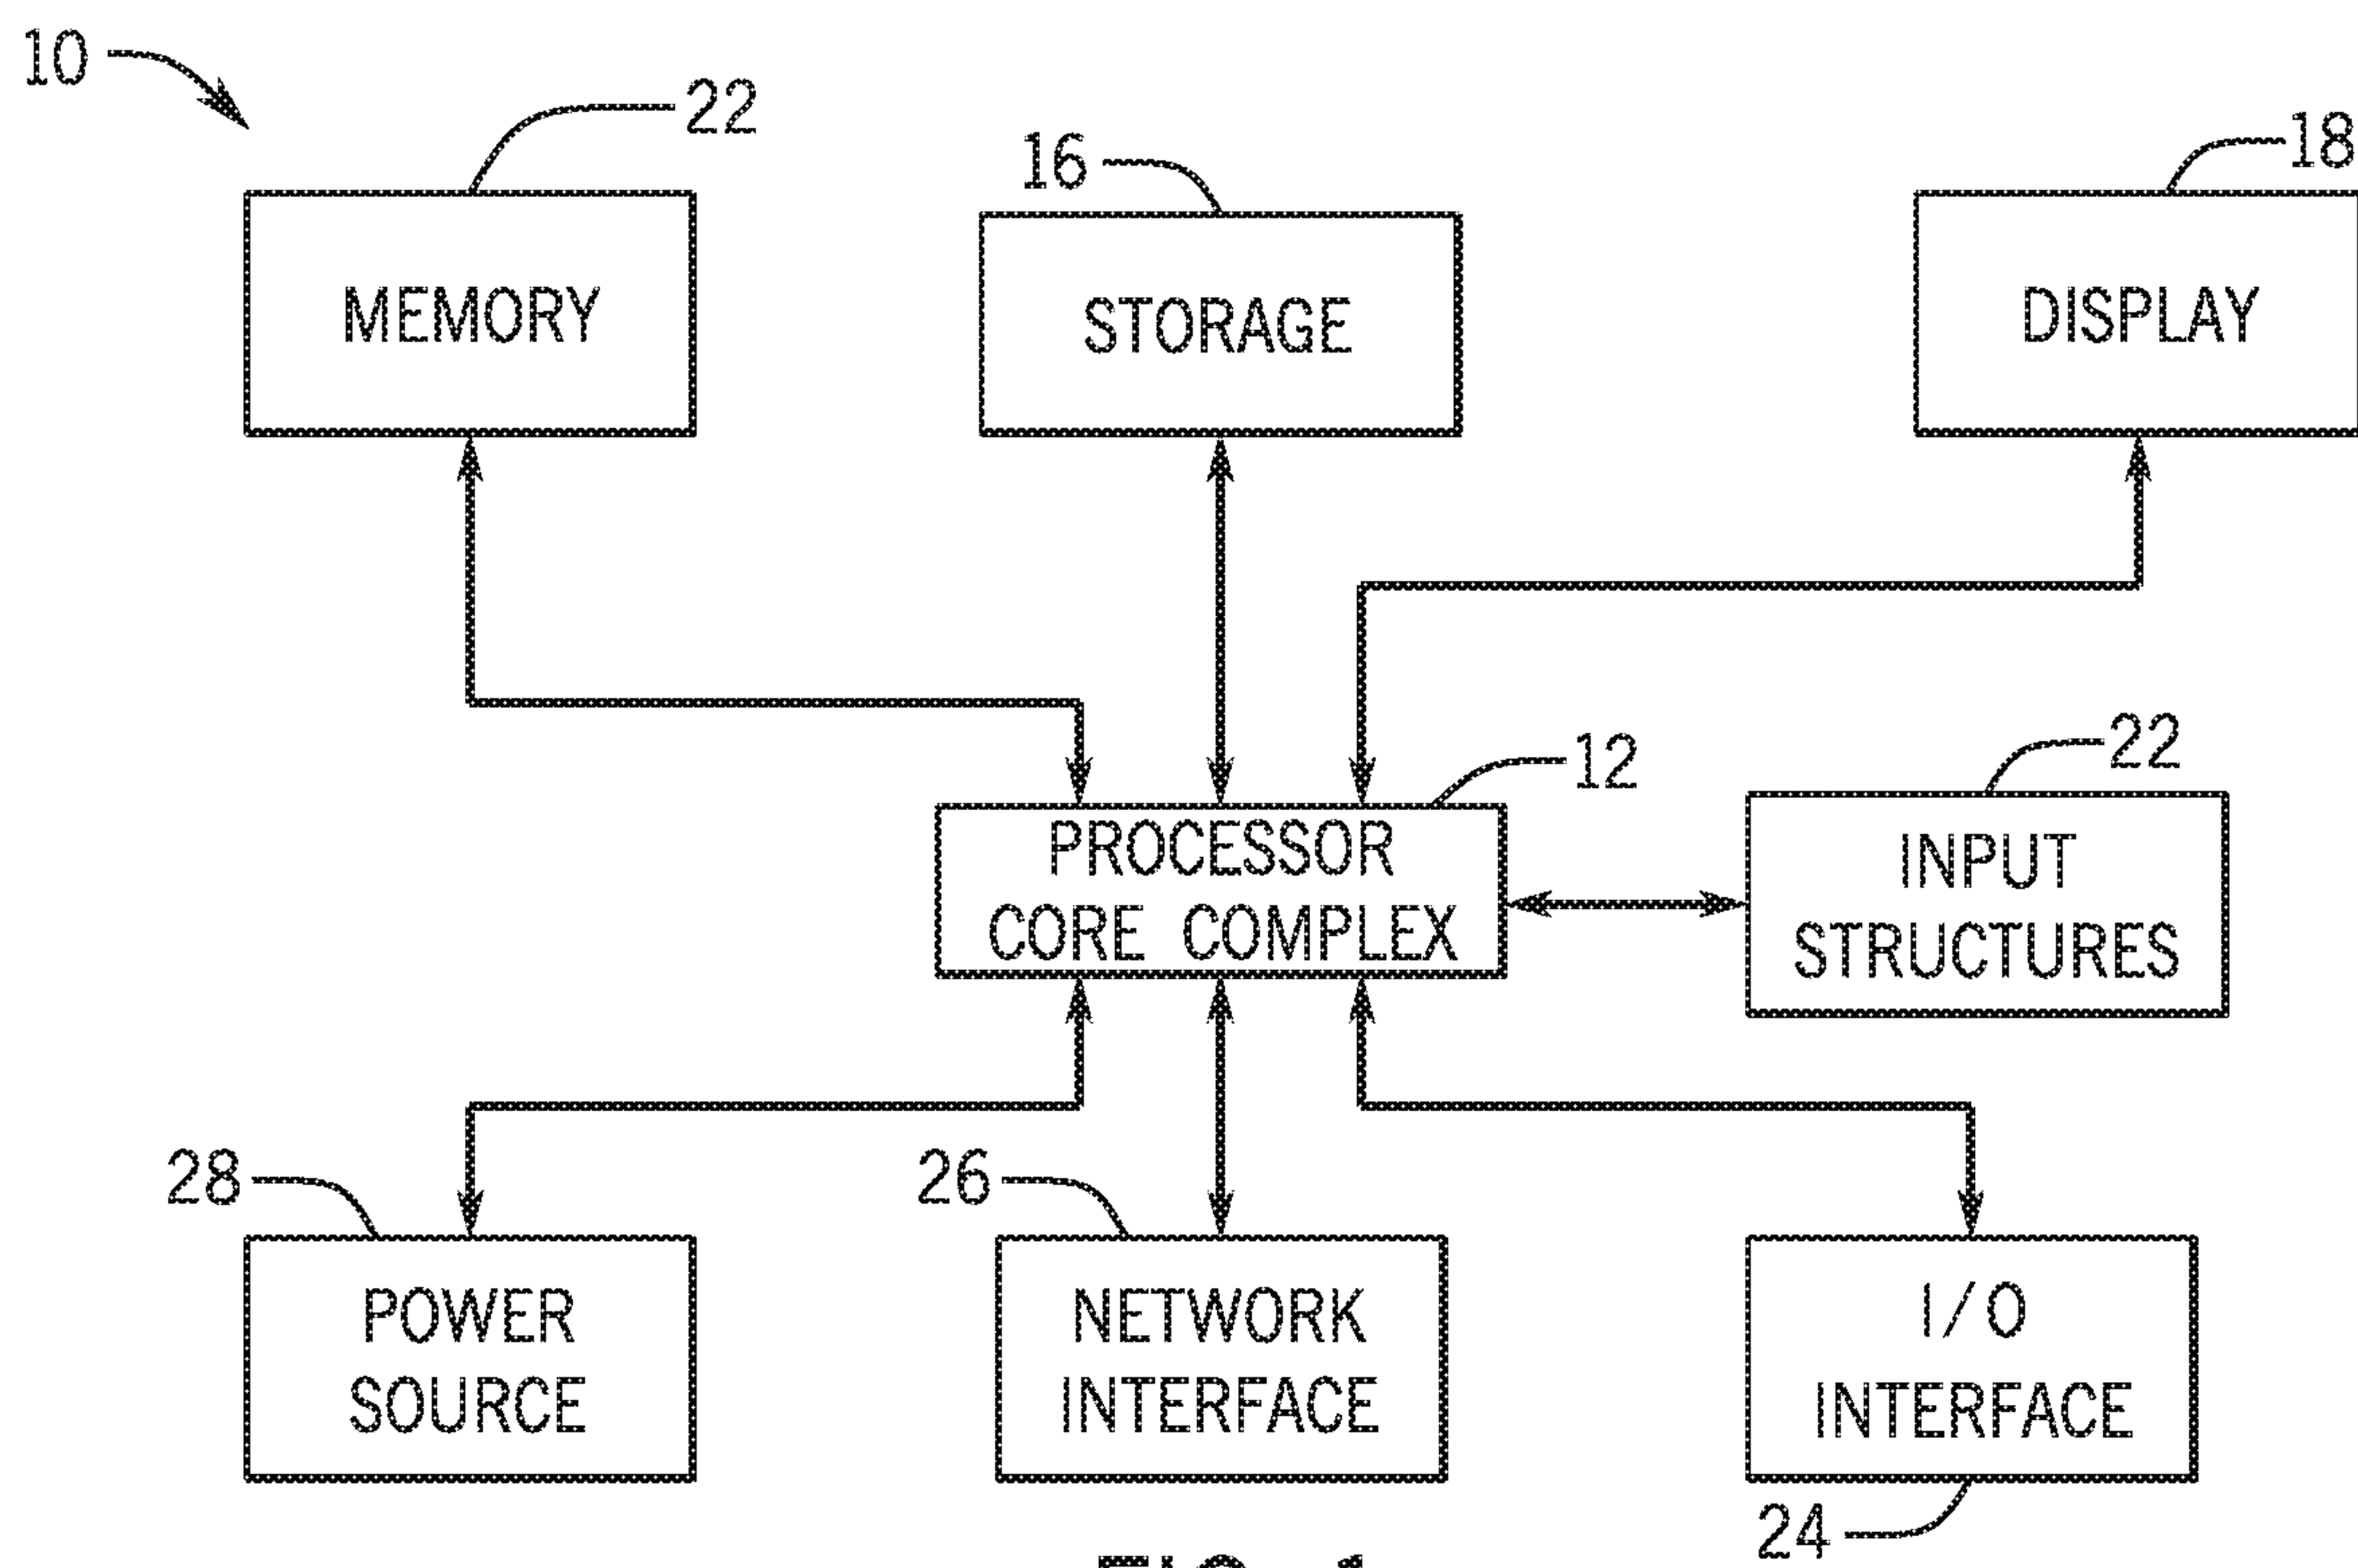 10
22
16
18
MEMORY
STORAGE
DISPLAY
12
22
PROCESSOR
CORE COMPLEX
INPUT
STRUCTURES
28
26
POWER
SOURCE
NETWORK
INTERFACE
I/O
INTERFACE
24